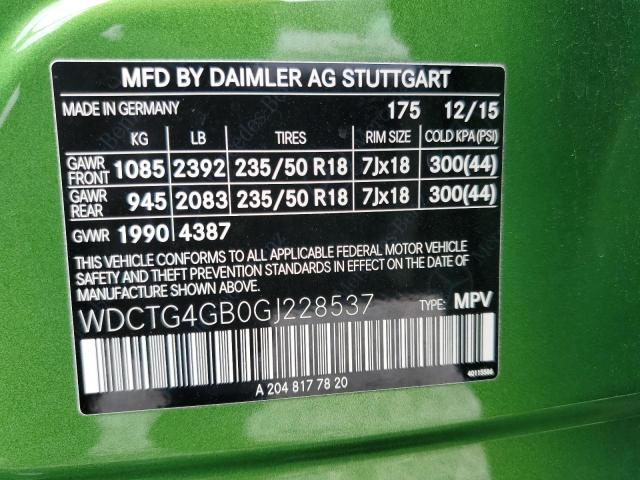 MFD BY DAIMLER AG STUTTGART
MADE IN GERMANY 175 12/15
KG LB TIRES RIM SIZE COLD KPA (PSI)
GAWR FRONT 1085 2392 235/50 R18 7Jx18 300(44)
GAWR REAR 945 2083 235/50 R18 7Jx18 300(44)
GVWR 1990 4387
THIS VEHICLE CONFORMS TO ALL APPLICABLE FEDERAL MOTOR VEHICLE
SAFETY AND THEFT PREVENTION STANDARDS IN EFFECT ON THE DATE
OF MANUFACTURE SHOWN ABOVE.
WDCTG4GB0GJ228537 TYPE: MPV
A 204 817 78 20